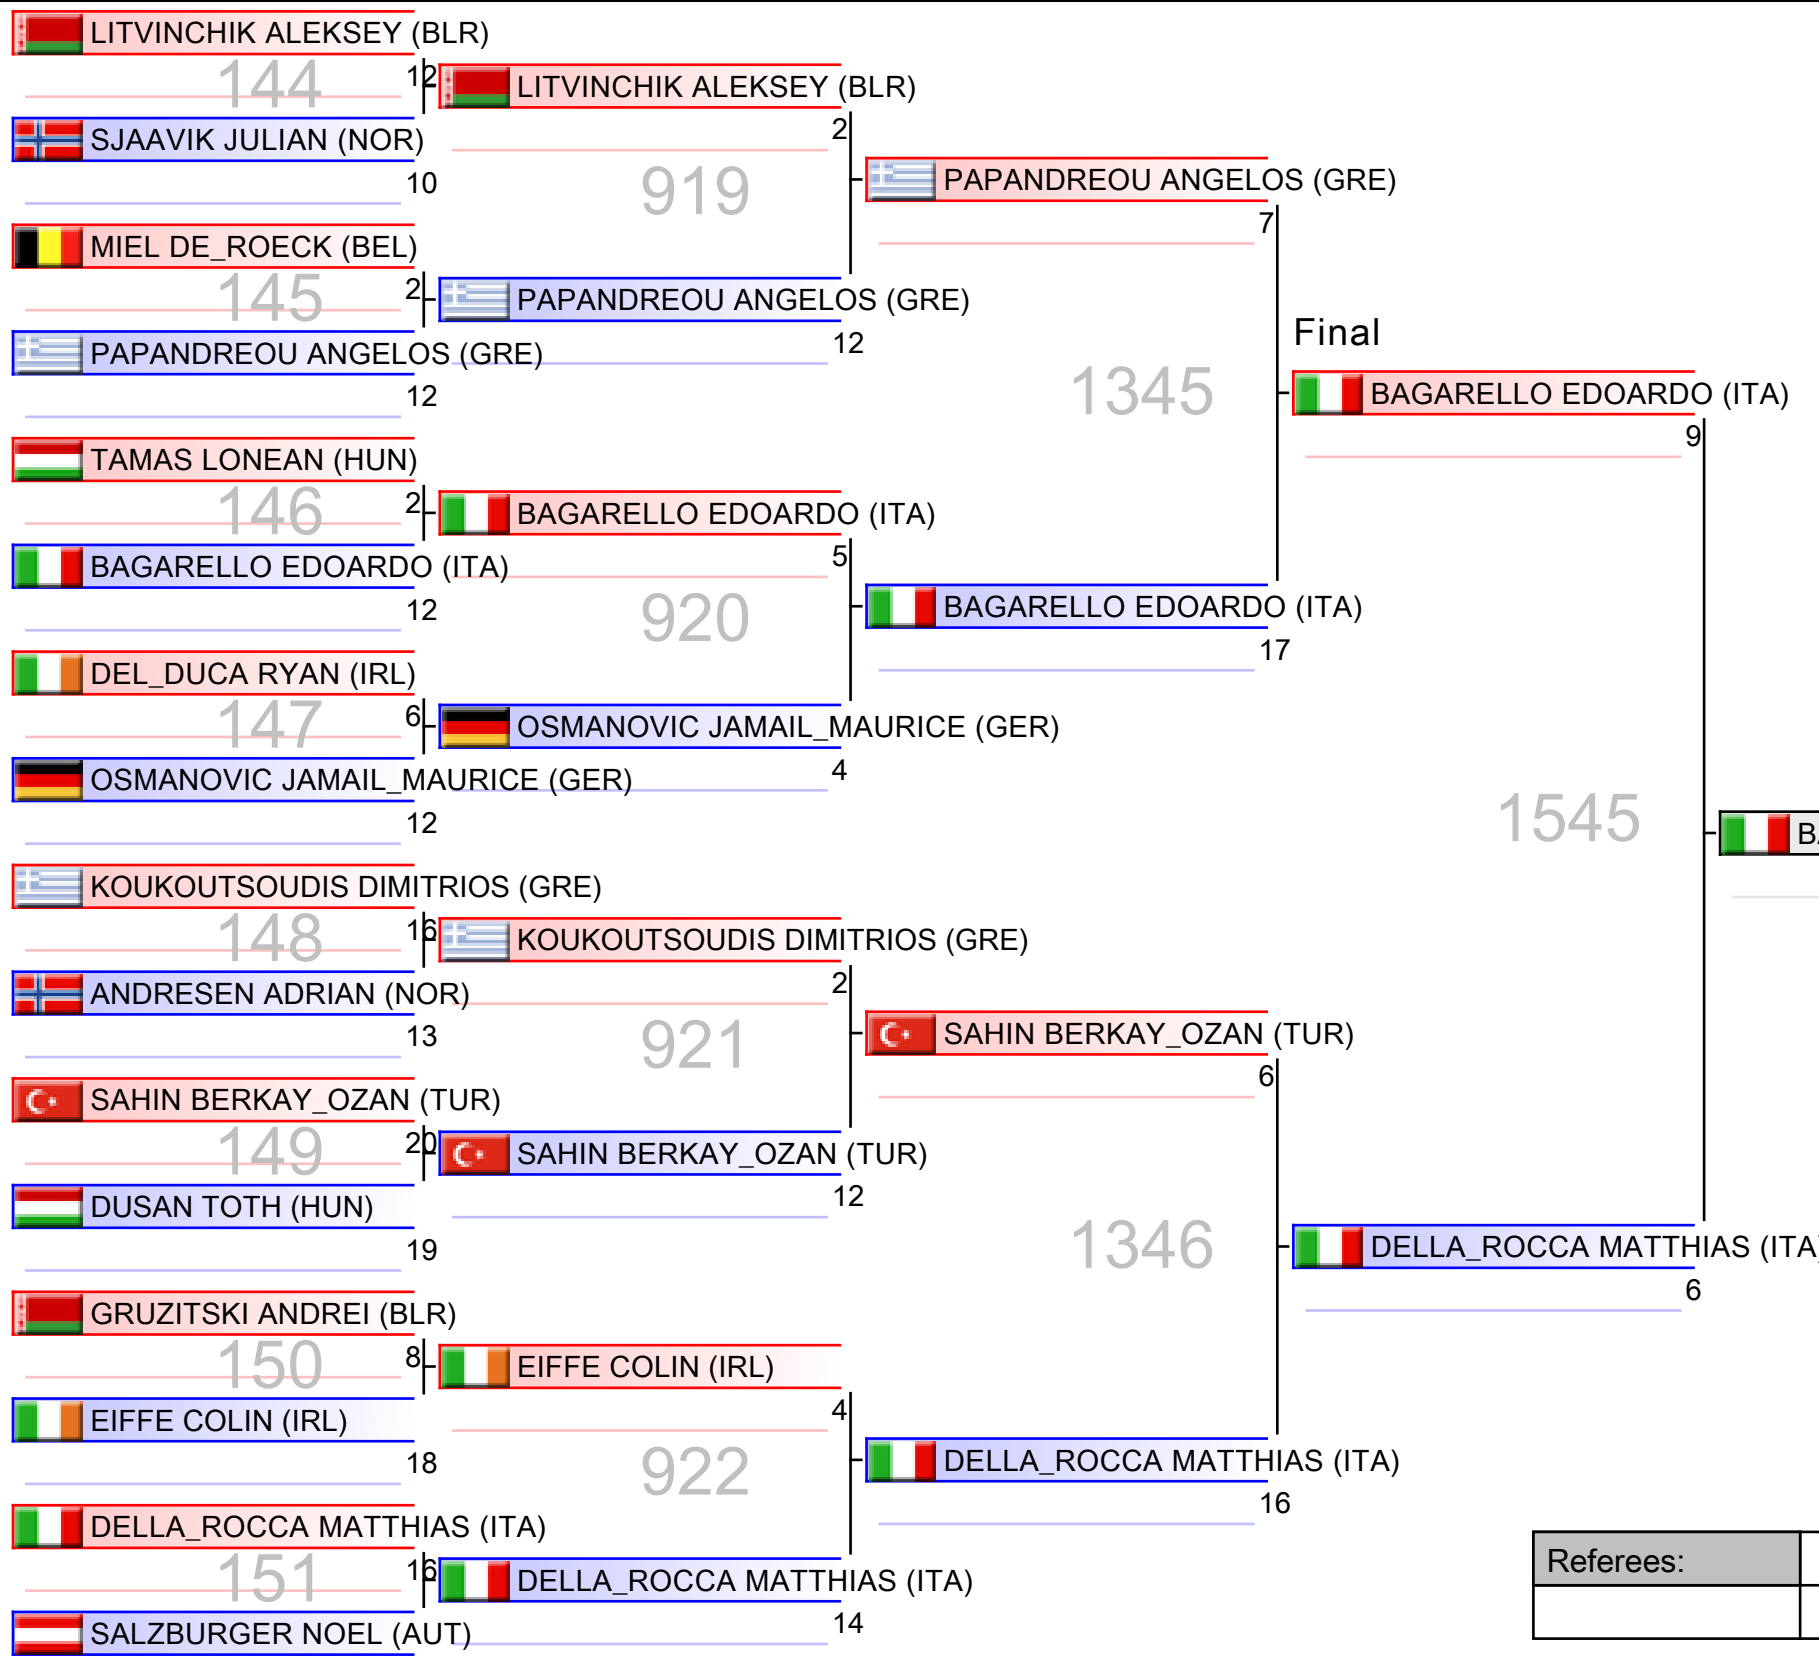 LITVINCHIK ALEKSEY (BLR)
144
12
LITVINCHIK ALEKSEY (BLR)
2
SJAAVIK JULIAN (NOR)
10
919
PAPANDREOU ANGELOS (GRE)
7
MIEL DE_ROECK (BEL)
145
2
PAPANDREOU ANGELOS (GRE)
12
PAPANDREOU ANGELOS (GRE)
12
Final
1345
BAGARELLO EDOARDO (ITA)
9
TAMAS LONEAN (HUN)
146
2
BAGARELLO EDOARDO (ITA)
5
BAGARELLO EDOARDO (ITA)
12
920
BAGARELLO EDOARDO (ITA)
17
DEL_DUCA RYAN (IRL)
147
6
OSMANOVIC JAMAIL_MAURICE (GER)
4
OSMANOVIC JAMAIL_MAURICE (GER)
12
1545
KOUKOUTSOUDIS DIMITRIOS (GRE)
148
16
KOUKOUTSOUDIS DIMITRIOS (GRE)
2
ANDRESEN ADRIAN (NOR)
13
921
SAHIN BERKAY_OZAN (TUR)
6
SAHIN BERKAY_OZAN (TUR)
149
20
SAHIN BERKAY_OZAN (TUR)
12
DUSAN TOTH (HUN)
19
1346
DELLA_ROCCA MATTHIAS (ITA)
6
GRUZITSKI ANDREI (BLR)
150
8
EIFFE COLIN (IRL)
4
EIFFE COLIN (IRL)
18
922
DELLA_ROCCA MATTHIAS (ITA)
16
DELLA_ROCCA MATTHIAS (ITA)
151
16
DELLA_ROCCA MATTHIAS (ITA)
14
SALZBURGER NOEL (AUT)
Referees: